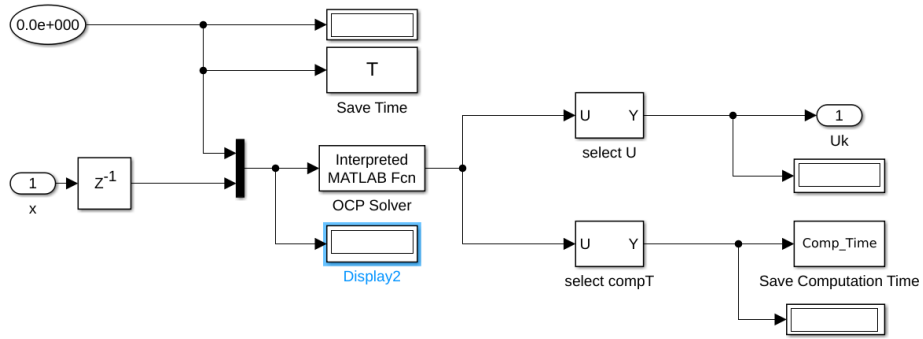 0.0e+000
T
Save Time
1
x
Z-1
Interpreted
MATLAB Fcn
OCP Solver
Display2
U Y
select U
1
Uk
U Y
select compT
Comp_Time
Save Computation Time